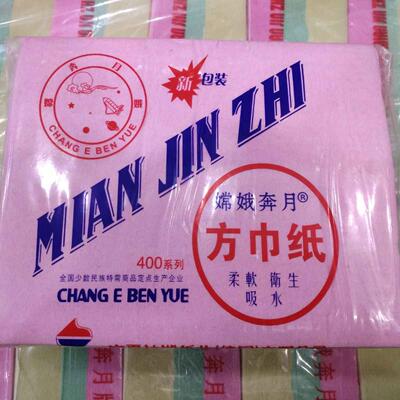 嫦 奔 月 牌
CHANG E BEN YUE
新 包装
MIAN JIN ZHI
嫦娥奔月®
方巾纸
柔軟 衛生
吸水
400系列
全国少数民族特需商品定点生产企业
CHANG E BEN YUE